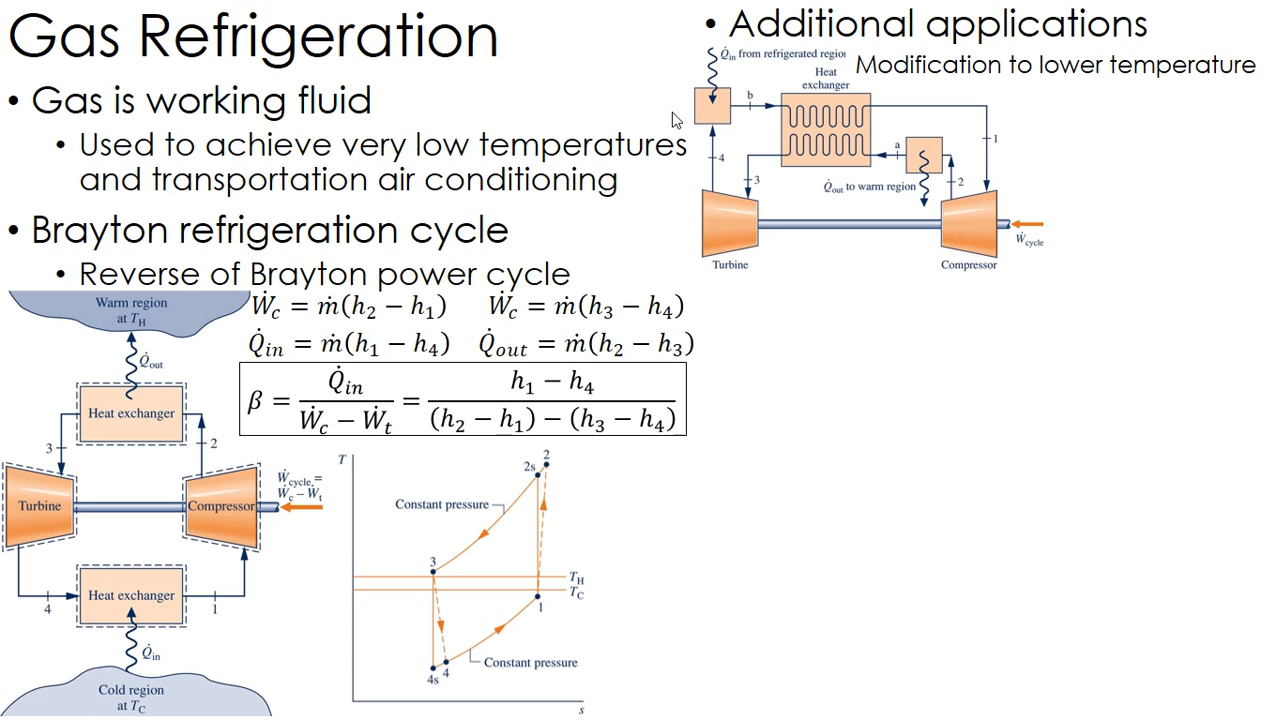 Gas Refrigeration
• Gas is working fluid
• Used to achieve very low temperatures
and transportation air conditioning
• Brayton refrigeration cycle
• Reverse of Brayton power cycle
Ẇc = ṁ(h2 − h1) Ẇc = ṁ(h3 − h4)
Q̇in = ṁ(h1 − h4) Q̇out = ṁ(h2 − h3)
β = Q̇in / (Ẇc − Ẇt) = (h1 − h4) / ((h2 − h1) − (h3 − h4))
Warm region
at TH
Q̇out
Heat exchanger
3
2
Turbine
Compressor
Ẇcycle =
Ẇc − Ẇt
4
Heat exchanger
1
Q̇in
Cold region
at TC
T
2
2s
Constant pressure
3
TH
TC
1
Constant pressure
4
4s
s
• Additional applications
Modification to lower temperature
Q̇in from refrigerated region
Heat
exchanger
b
1
a
4
3
2
Q̇out to warm region
Ẇcycle
Turbine
Compressor